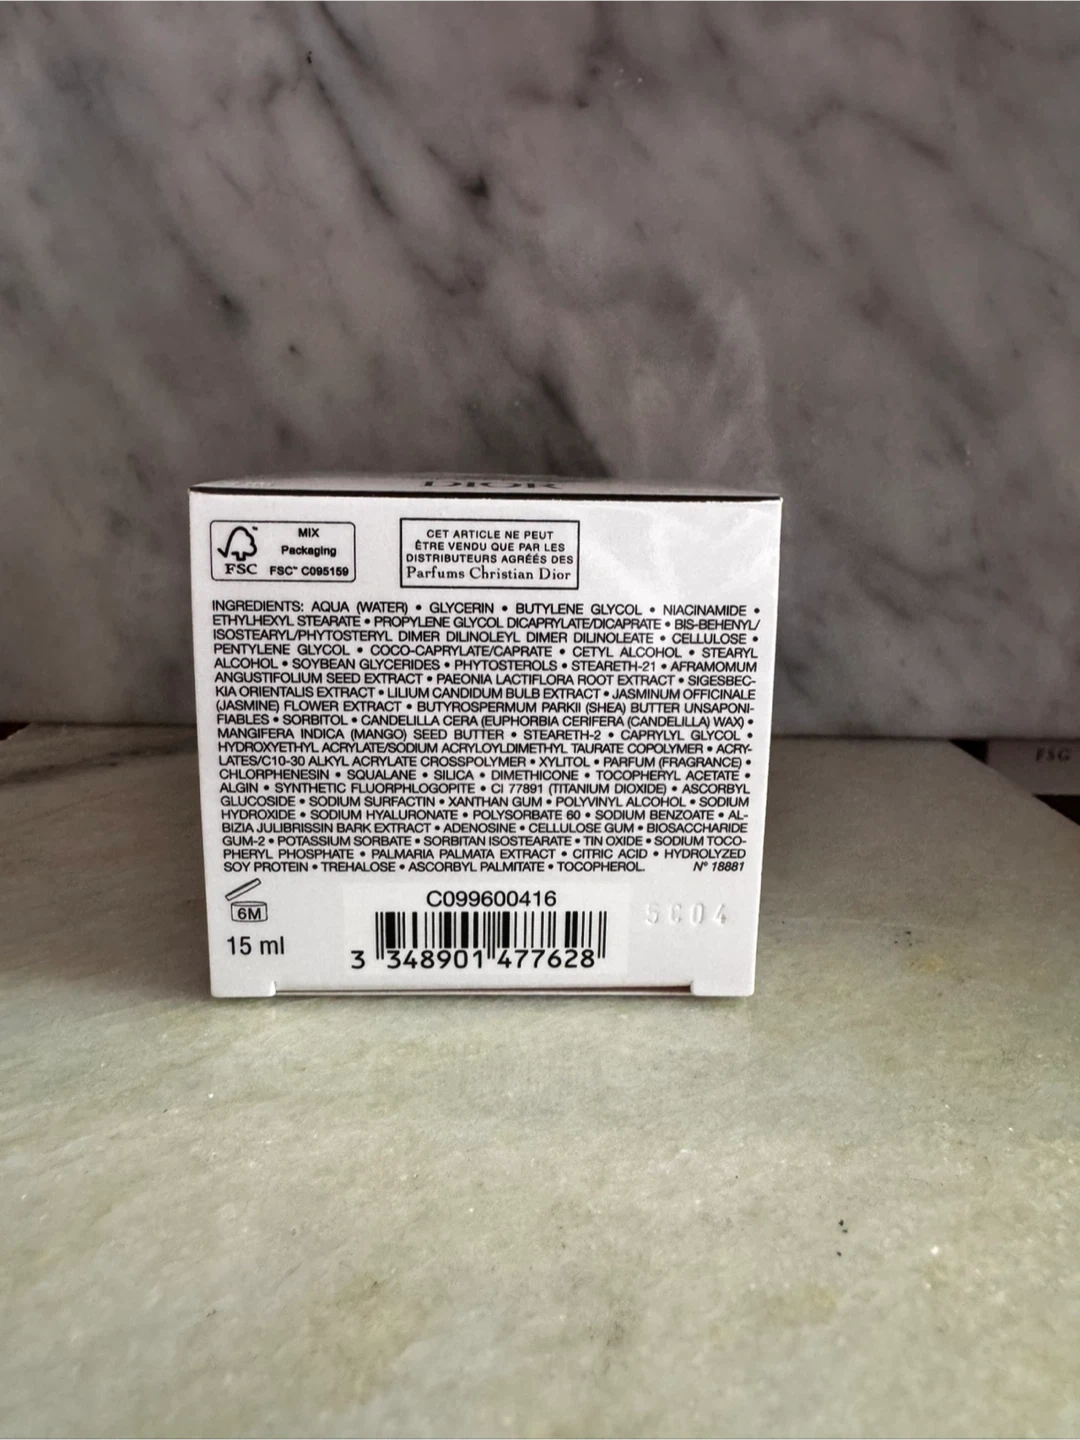 DIOR
MIX
Packaging
FSC™ C095159
FSC
CET ARTICLE NE PEUT
ÊTRE VENDU QUE PAR LES
DISTRIBUTEURS AGRÉÉS DES
Parfums Christian Dior
INGREDIENTS: AQUA (WATER) • GLYCERIN • BUTYLENE GLYCOL • NIACINAMIDE •
ETHYLHEXYL STEARATE • PROPYLENE GLYCOL DICAPRYLATE/DICAPRATE • BIS-BEHENYL/
ISOSTEARYL/PHYTOSTERYL DIMER DILINOLEYL DIMER DILINOLEATE • CELLULOSE •
PENTYLENE GLYCOL • COCO-CAPRYLATE/CAPRATE • CETYL ALCOHOL • STEARYL
ALCOHOL • SOYBEAN GLYCERIDES • PHYTOSTEROLS • STEARETH-21 • AFRAMOMUM
ANGUSTIFOLIUM SEED EXTRACT • PAEONIA LACTIFLORA ROOT EXTRACT • SIGESBEC-
KIA ORIENTALIS EXTRACT • LILIUM CANDIDUM BULB EXTRACT • JASMINUM OFFICINALE
(JASMINE) FLOWER EXTRACT • BUTYROSPERMUM PARKII (SHEA) BUTTER UNSAPONI-
FIABLES • SORBITOL • CANDELILLA CERA (EUPHORBIA CERIFERA (CANDELILLA) WAX) •
MANGIFERA INDICA (MANGO) SEED BUTTER • STEARETH-2 • CAPRYLYL GLYCOL •
HYDROXYETHYL ACRYLATE/SODIUM ACRYLOYLDIMETHYL TAURATE COPOLYMER • ACRY-
LATES/C10-30 ALKYL ACRYLATE CROSSPOLYMER • XYLITOL • PARFUM (FRAGRANCE) •
CHLORPHENESIN • SQUALANE • SILICA • DIMETHICONE • TOCOPHERYL ACETATE •
ALGIN • SYNTHETIC FLUORPHLOGOPITE • CI 77891 (TITANIUM DIOXIDE) • ASCORBYL
GLUCOSIDE • SODIUM SURFACTIN • XANTHAN GUM • POLYVINYL ALCOHOL • SODIUM
HYDROXIDE • SODIUM HYALURONATE • POLYSORBATE 60 • SODIUM BENZOATE • AL-
BIZIA JULIBRISSIN BARK EXTRACT • ADENOSINE • CELLULOSE GUM • BIOSACCHARIDE
GUM-2 • POTASSIUM SORBATE • SORBITAN ISOSTEARATE • TIN OXIDE • SODIUM TOCO-
PHERYL PHOSPHATE • PALMARIA PALMATA EXTRACT • CITRIC ACID • HYDROLYZED
SOY PROTEIN • TREHALOSE • ASCORBYL PALMITATE • TOCOPHEROL. N° 18881
6M
15 ml
C099600416
3 348901 477628
5C04